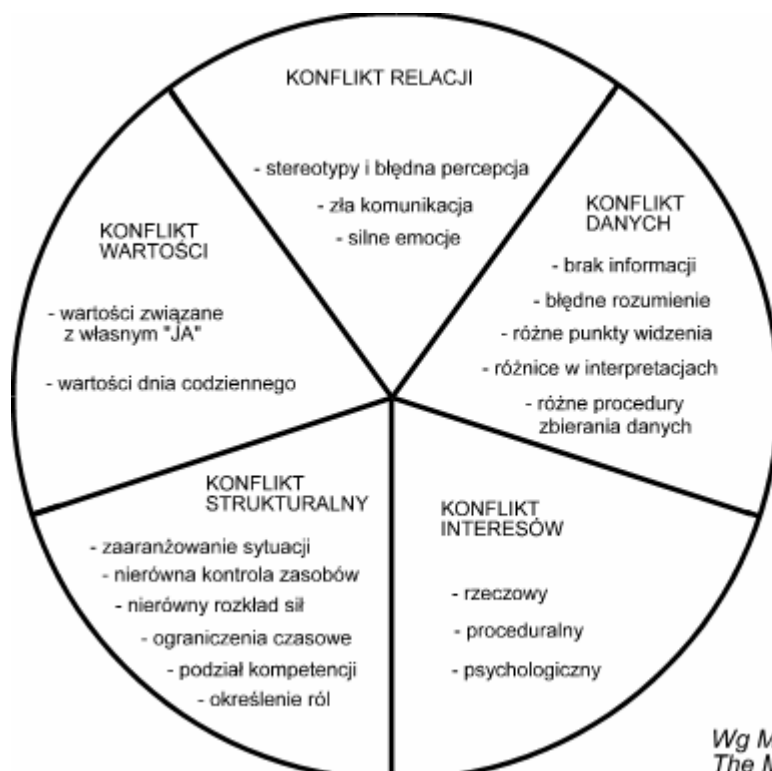 KONFLIKT RELACJI
- stereotypy i błędna percepcja
- zła komunikacja
- silne emocje
KONFLIKT
DANYCH
- brak informacji
- błędne rozumienie
- różne punkty widzenia
- różnice w interpretacjach
- różne procedury
zbierania danych
KONFLIKT
WARTOŚCI
- wartości związane
z własnym "JA"
- wartości dnia codziennego
KONFLIKT
STRUKTURALNY
- zaaranżowanie sytuacji
- nierówna kontrola zasobów
- nierówny rozkład sił
- ograniczenia czasowe
- podział kompetencji
- określenie ról
KONFLIKT
INTERESÓW
- rzeczowy
- proceduralny
- psychologiczny
Wg M
The M